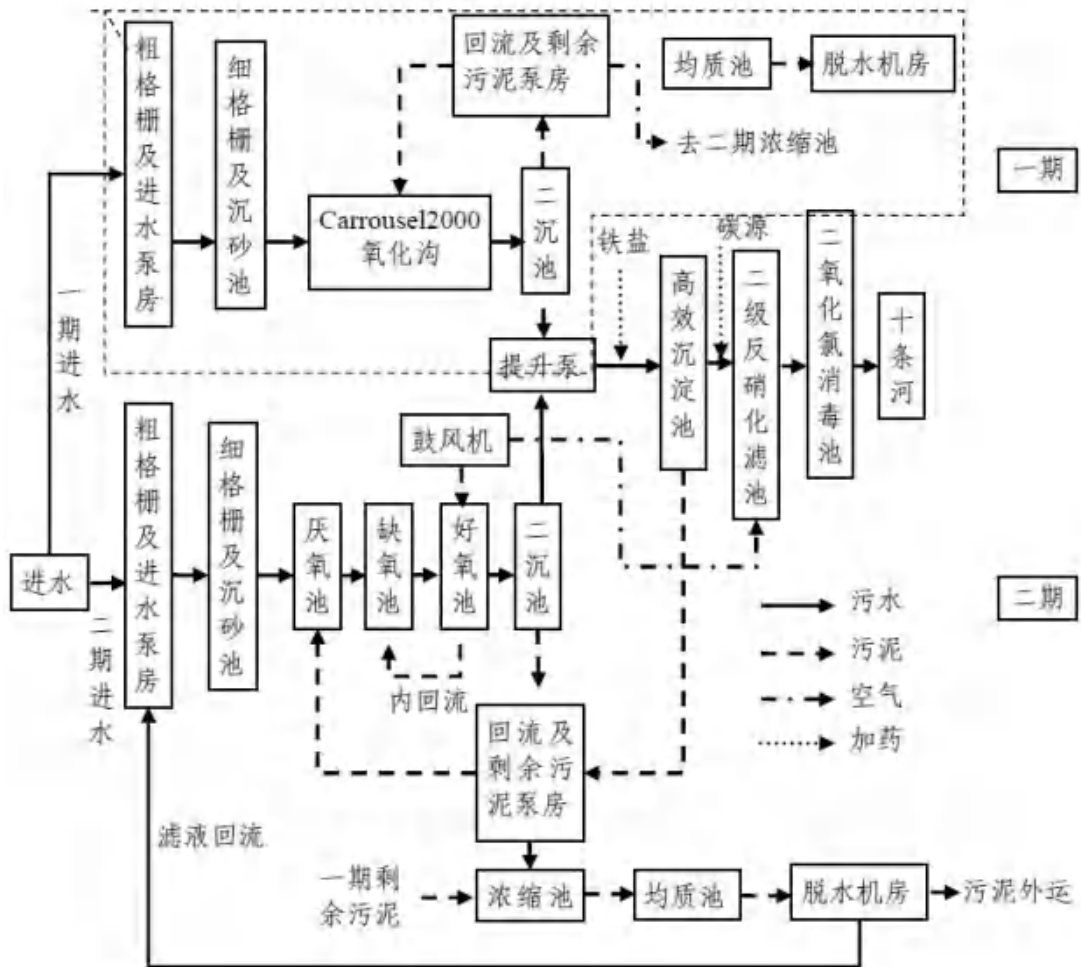 粗格栅及进水泵房
细格栅及沉砂池
回流及剩余
污泥泵房
均质池
脱水机房
去二期浓缩池
一期
Carrousel2000
氧化沟
二沉池
铁盐
碳源
高效沉淀池
二级反硝化滤池
二氧化氯消毒池
十条河
一期进水
提升泵
鼓风机
粗格栅及进水泵房
细格栅及沉砂池
厌氧池
缺氧池
好氧池
二沉池
进水
二期进水
内回流
二期
污水
污泥
空气
加药
回流及
剩余污
泥泵房
滤液回流
一期剩
余污泥
浓缩池
均质池
脱水机房
污泥外运